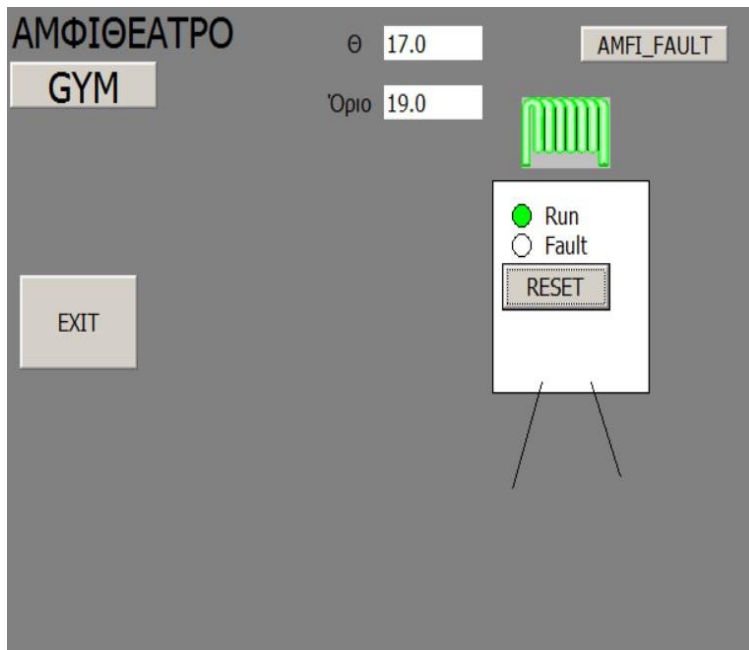 ΑΜΦΙΘΕΑΤΡΟ
GYM
Θ 17.0
Όριο 19.0
AMFI_FAULT
Run
Fault
RESET
EXIT